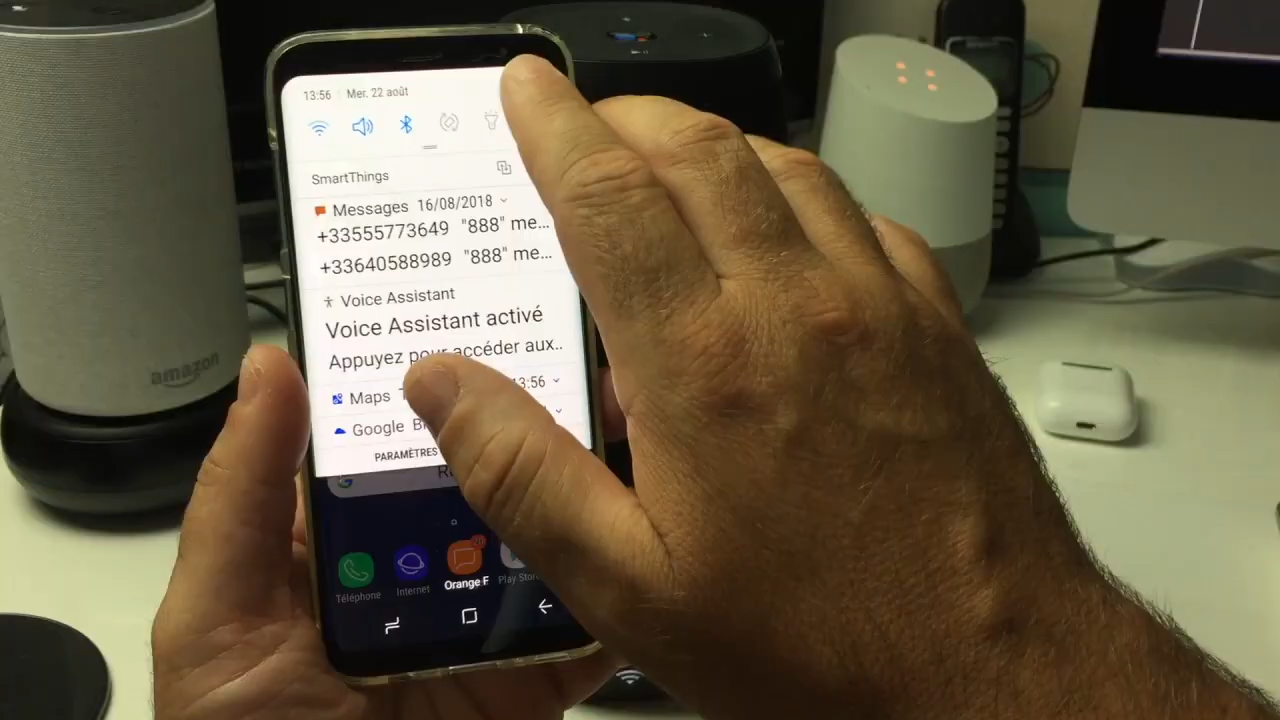 13:56 Mer. 22 août
SmartThings
Messages 16/08/2018
+33555773649 "888" me...
+33640588989 "888" me...
Voice Assistant
Voice Assistant activé
Appuyez pour accéder aux..
Maps 13:56
Google
PARAMÈTRES
Téléphone
Internet
20
Orange F
Play Store
amazon